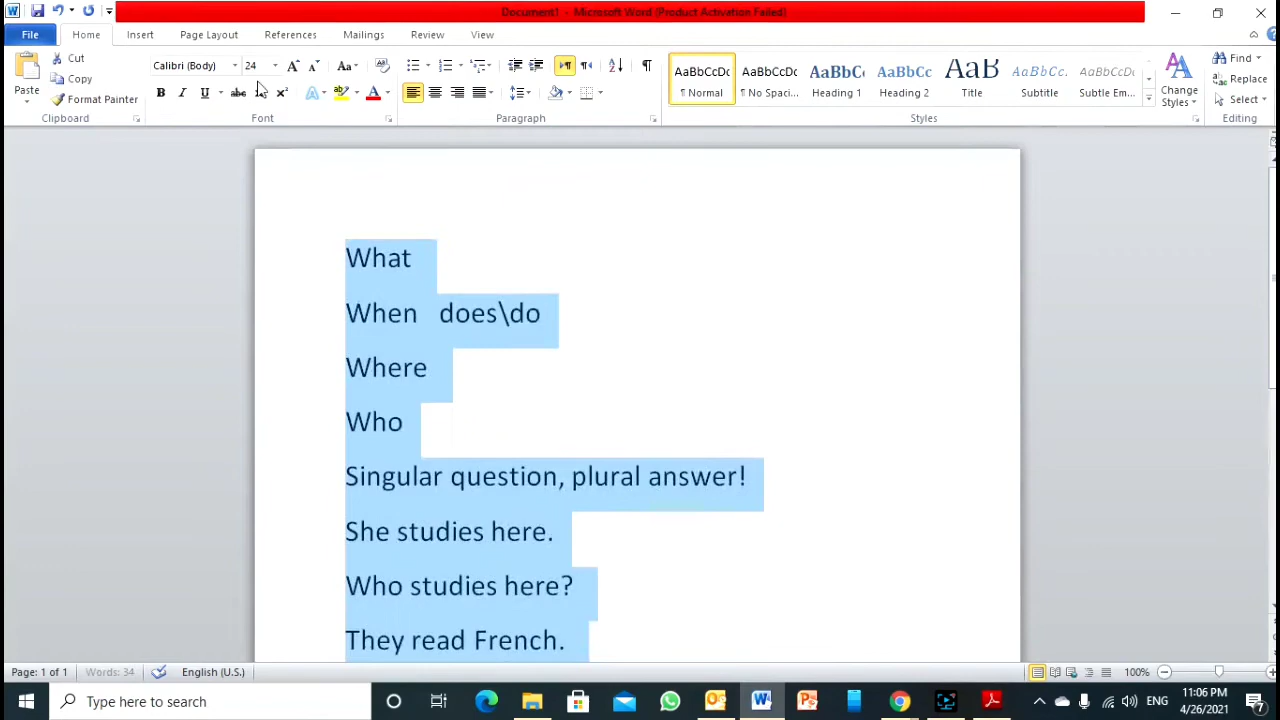 Document1 - Microsoft Word (Product Activation Failed)
File Home Insert Page Layout References Mailings Review View
Paste
Cut
Copy
Format Painter
Clipboard
Calibri (Body) 24
B I U abc
Font
Paragraph
AaBbCcDc ¶ Normal
AaBbCcDc ¶ No Spaci...
AaBbCc Heading 1
AaBbCc Heading 2
AaB Title
AaBbCc. Subtitle
AaBbCcDc Subtle Em...
Change Styles
Styles
Find
Replace
Select
Editing
What
When does\do
Where
Who
Singular question, plural answer!
She studies here.
Who studies here?
They read French.
Page: 1 of 1 Words: 34 English (U.S.) 100%
Type here to search
ENG
11:06 PM
4/26/2021